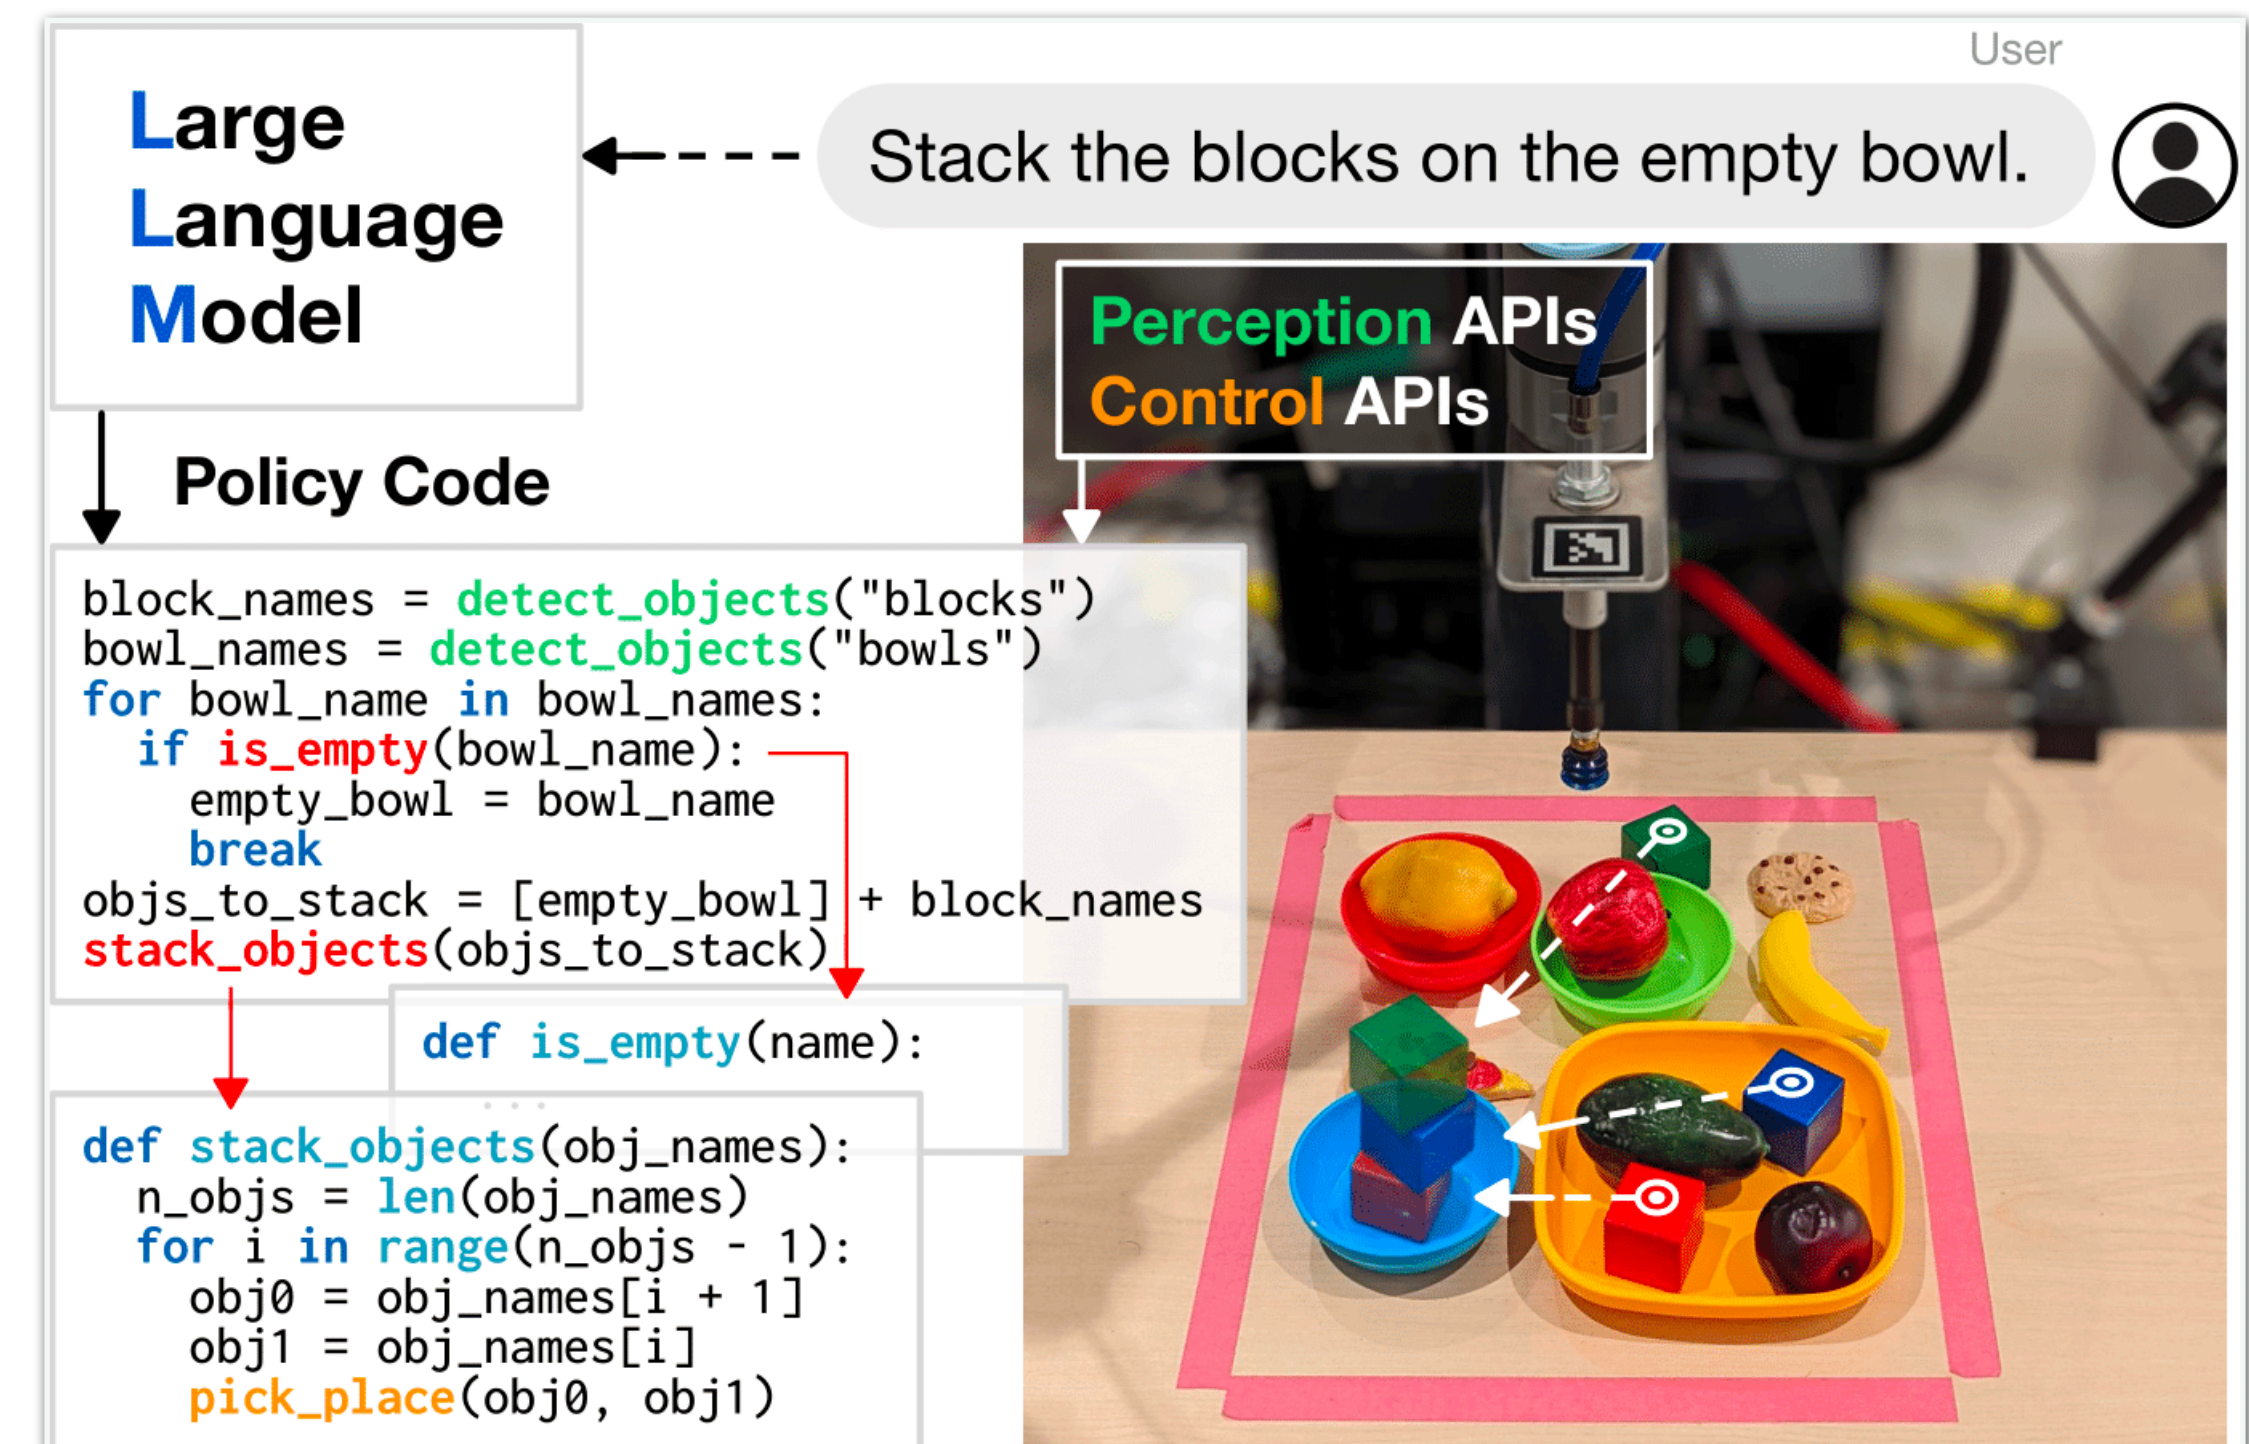 User
Stack the blocks on the empty bowl.
Large
Language
Model
Perception APIs
Control APIs
Policy Code
block_names = detect_objects("blocks")
bowl_names = detect_objects("bowls")
for bowl_name in bowl_names:
  if is_empty(bowl_name):
    empty_bowl = bowl_name
    break
objs_to_stack = [empty_bowl] + block_names
stack_objects(objs_to_stack)
def is_empty(name):
...
def stack_objects(obj_names):
  n_objs = len(obj_names)
  for i in range(n_objs - 1):
    obj0 = obj_names[i + 1]
    obj1 = obj_names[i]
    pick_place(obj0, obj1)